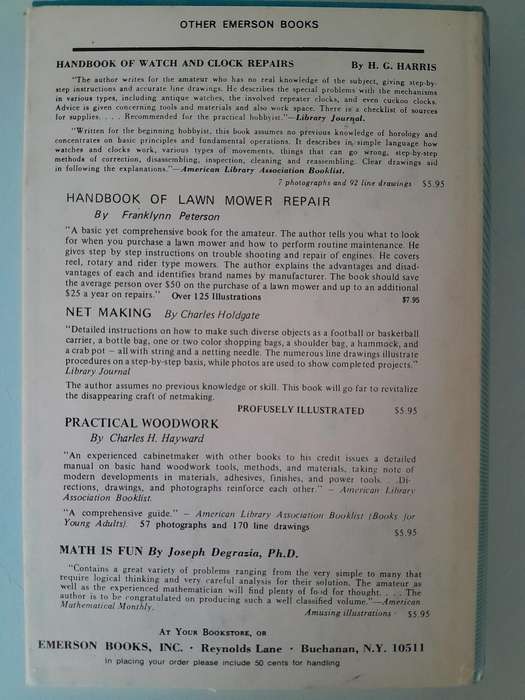 OTHER EMERSON BOOKS
HANDBOOK OF WATCH AND CLOCK REPAIRS By H. G. HARRIS
"The author writes for the amateur who has no real knowledge of the subject, giving step-by-
step instructions and accurate line drawings. He describes the special problems with the mechanisms
in various types, including antique watches, the involved repeater clocks, and even cuckoo clocks.
Advice is given concerning tools and materials and also work space. There is a checklist of sources
for supplies. . . . Recommended for the practical hobbyist."—Library Journal.
"Written for the beginning hobbyist, this book assumes no previous knowledge of horology and
concentrates on basic principles and fundamental operations. It describes in simple language how
watches and clocks work, various types of movements, things that can go wrong, step-by-step
methods of correction, disassembling, inspection, cleaning and reassembling. Clear drawings aid
in following the explanations."—American Library Association Booklist.
7 photographs and 92 line drawings $5.95
HANDBOOK OF LAWN MOWER REPAIR
By Franklynn Peterson
"A basic yet comprehensive book for the amateur. The author tells you what to look
for when you purchase a lawn mower and how to perform routine maintenance. He
gives step by step instructions on trouble shooting and repair of engines. He covers
reel, rotary and rider type mowers. The author explains the advantages and disad-
vantages of each and identifies brand names by manufacturer. The book should save
the average person over $50 on the purchase of a lawn mower and up to an additional
$25 a year on repairs." Over 125 Illustrations $7.95
NET MAKING By Charles Holdgate
"Detailed instructions on how to make such diverse objects as a football or basketball
carrier, a bottle bag, one or two color shopping bags, a shoulder bag, a hammock, and
a crab pot – all with string and a netting needle. The numerous line drawings illustrate
procedures on a step-by-step basis, while photos are used to show completed projects."
Library Journal
The author assumes no previous knowledge or skill. This book will go far to revitalize
the disappearing craft of netmaking.
PROFUSELY ILLUSTRATED $5.95
PRACTICAL WOODWORK
By Charles H. Hayward
"An experienced cabinetmaker with other books to his credit issues a detailed
manual on basic hand woodwork tools, methods, and materials, taking note of
modern developments in materials, adhesives, finishes, and power tools. .Di-
rections, drawings, and photographs reinforce each other." – American Library
Association Booklist.
"A comprehensive guide." – American Library Association Booklist (Books for
Young Adults). 57 photographs and 170 line drawings
$5.95
MATH IS FUN By Joseph Degrazia, Ph.D.
"Contains a great variety of problems ranging from the very simple to many that
require logical thinking and very careful analysis for their solution. The amateur as
well as the experienced mathematician will find plenty of food for thought. . . . The
author is to be congratulated on producing such a well classified volume."—American
Mathematical Monthly.
Amusing illustrations · $5.95
AT YOUR BOOKSTORE, OR
EMERSON BOOKS, INC. · Reynolds Lane · Buchanan, N.Y. 10511
In placing your order please include 50 cents for handling